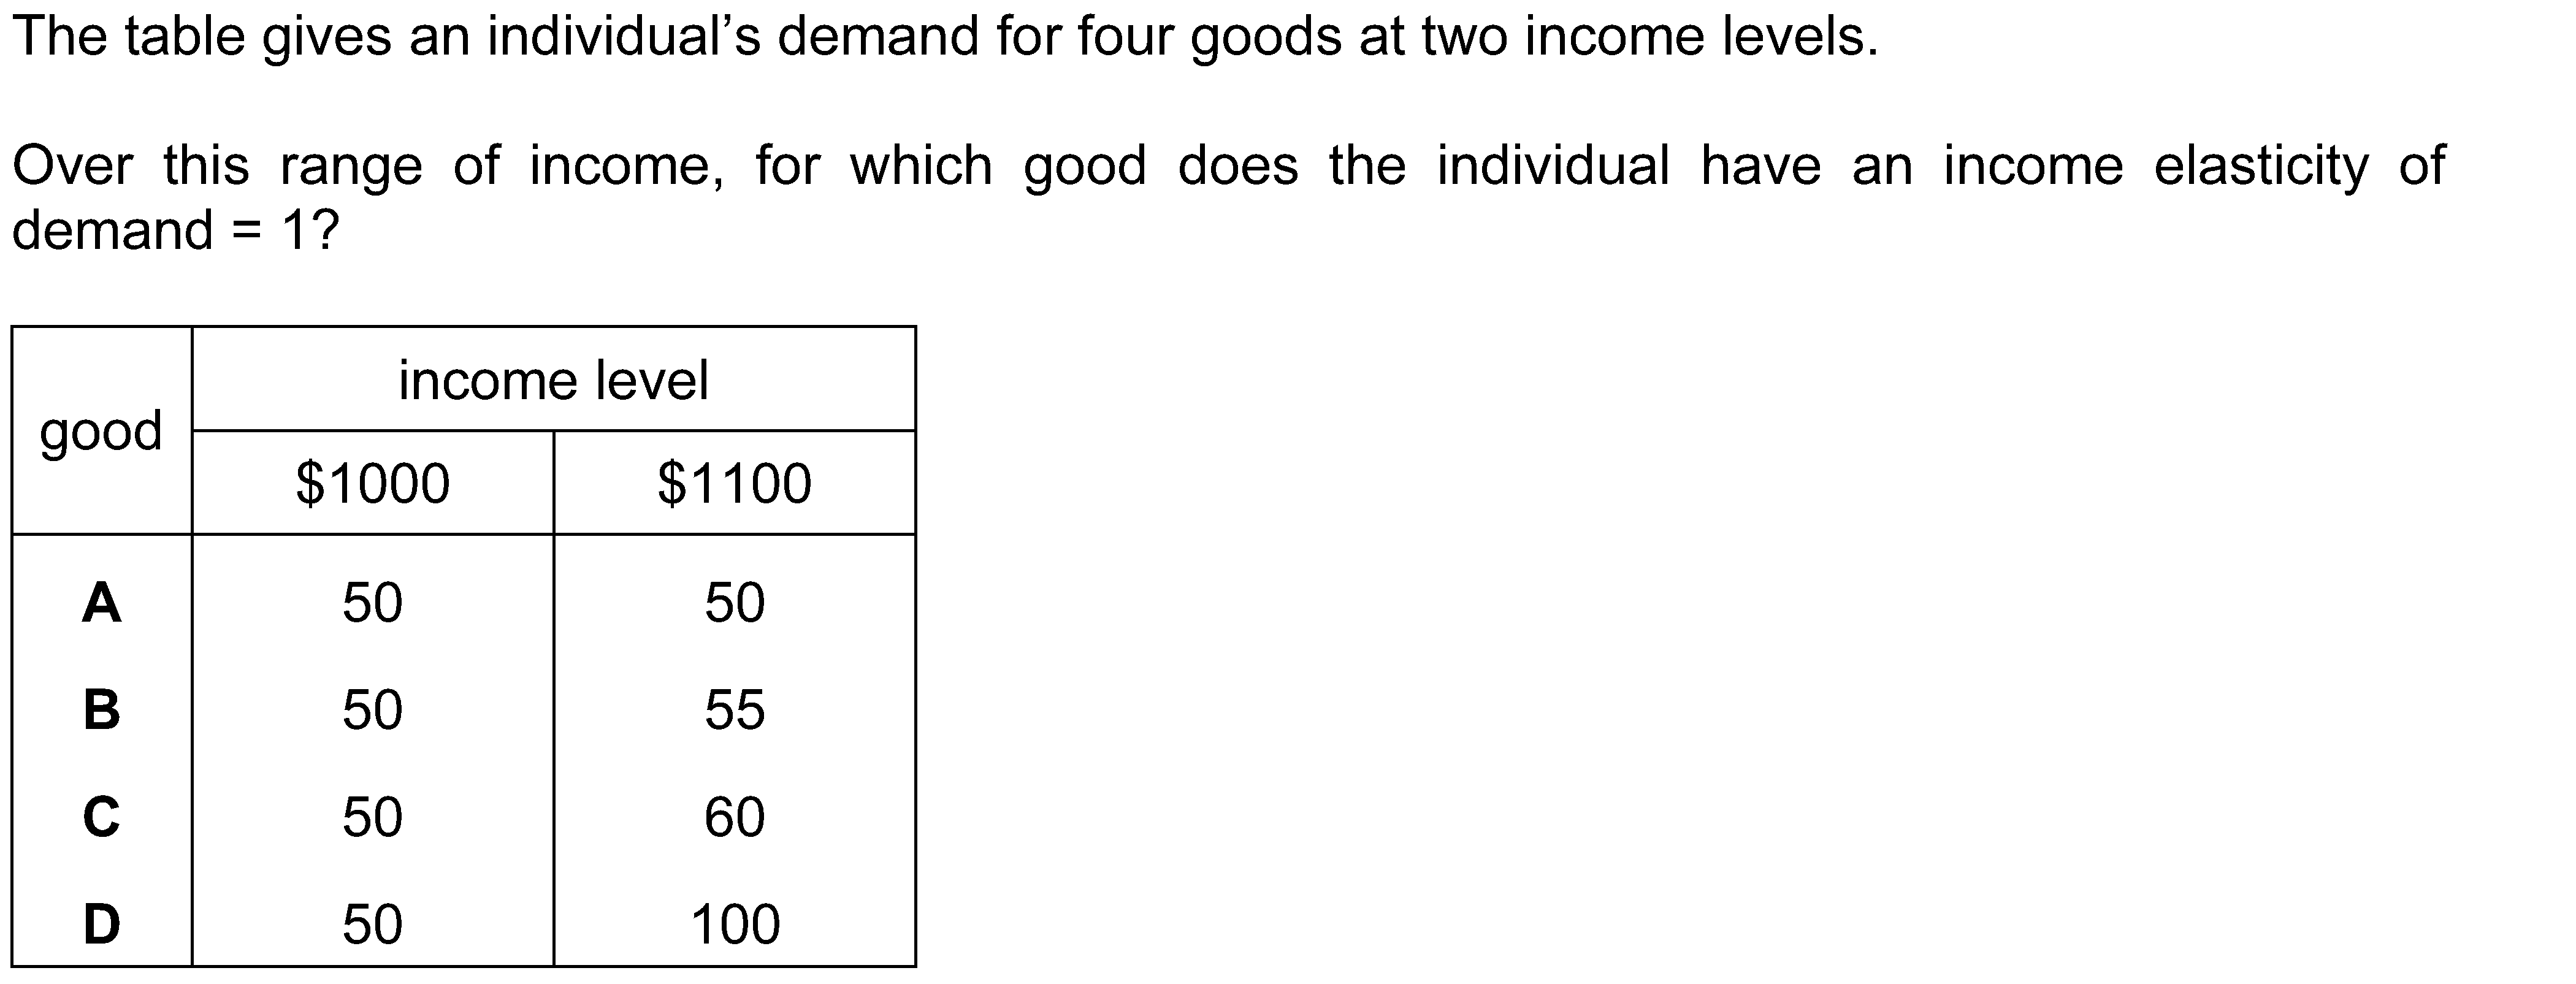 The table gives an individual’s demand for four goods at two income levels.
Over this range of income, for which good does the individual have an income elasticity of
demand = 1?
good
income level
$1000 $1100
A 50 50
B 50 55
C 50 60
D 50 100